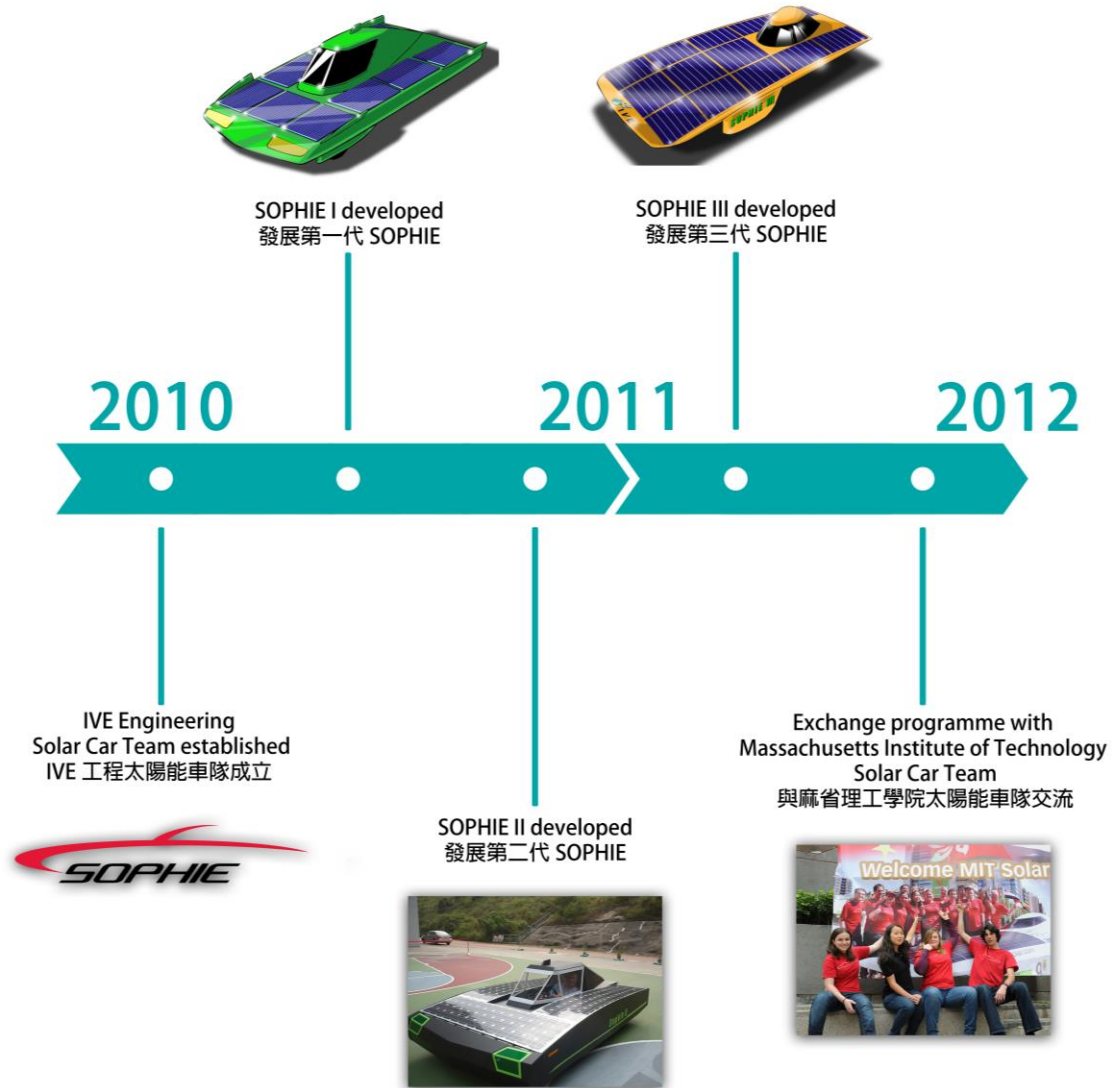 SOPHIE III
SOPHIE I developed
發展第一代 SOPHIE
SOPHIE III developed
發展第三代 SOPHIE
2010
2011
2012
IVE Engineering
Solar Car Team established
IVE 工程太陽能車隊成立
SOPHIE
SOPHIE II developed
發展第二代 SOPHIE
Exchange programme with
Massachusetts Institute of Technology
Solar Car Team
與麻省理工學院太陽能車隊交流
Welcome MIT Solar